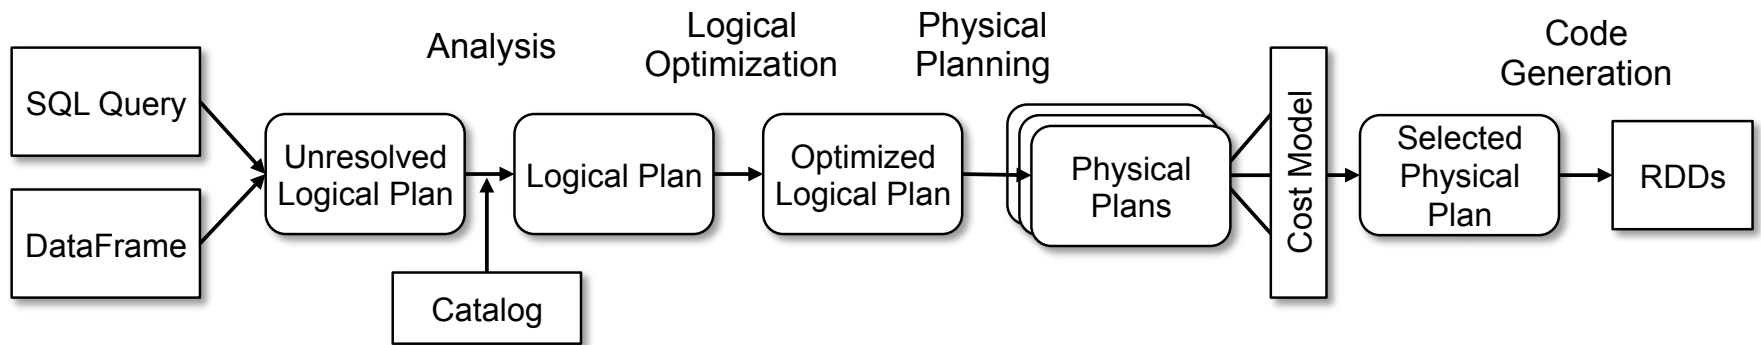 Analysis
Logical
Optimization
Physical
Planning
Code
Generation
SQL Query
DataFrame
Unresolved
Logical Plan
Catalog
Logical Plan
Optimized
Logical Plan
Physical
Plans
Cost Model
Selected
Physical
Plan
RDDs